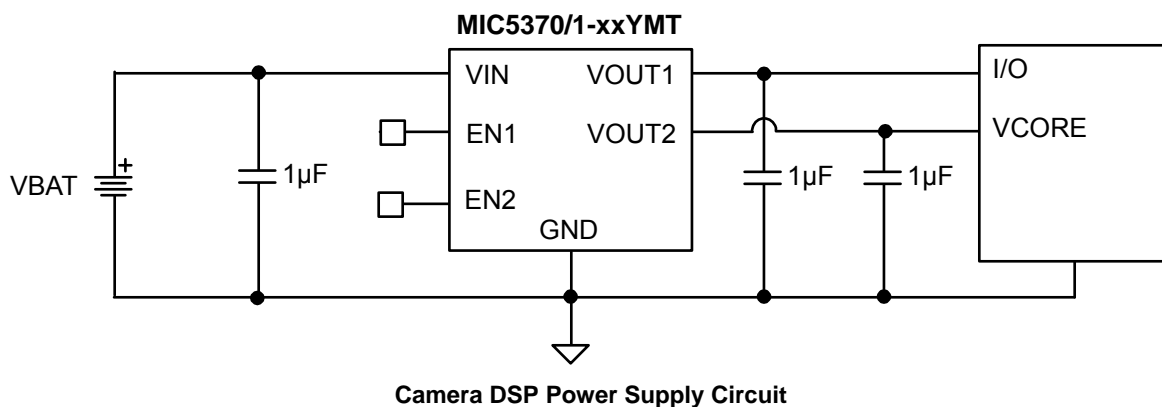 MIC5370/1-xxYMT
VIN
VOUT1
I/O
EN1
VOUT2
VCORE
+
VBAT
1µF
EN2
1µF
1µF
GND
Camera DSP Power Supply Circuit